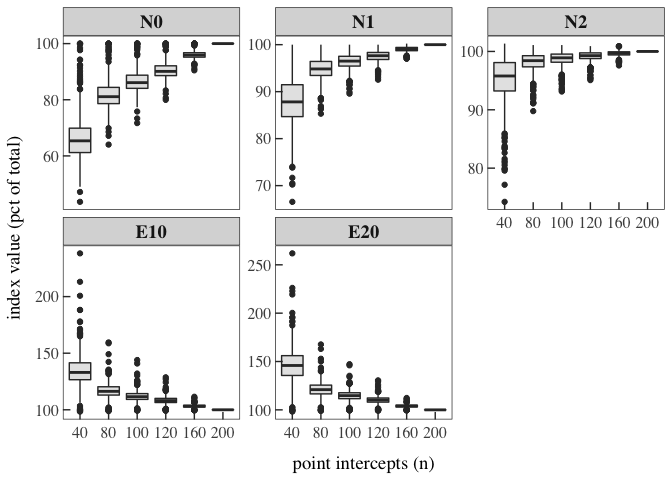 N0 N1 N2
100 100 100
80 90 90
60 80 80
70
40 80 100 120 160 200
E10 E20
200 250
150 200
100 150
100
40 80 100 120 160 200 40 80 100 120 160 200
index value (pct of total)
point intercepts (n)